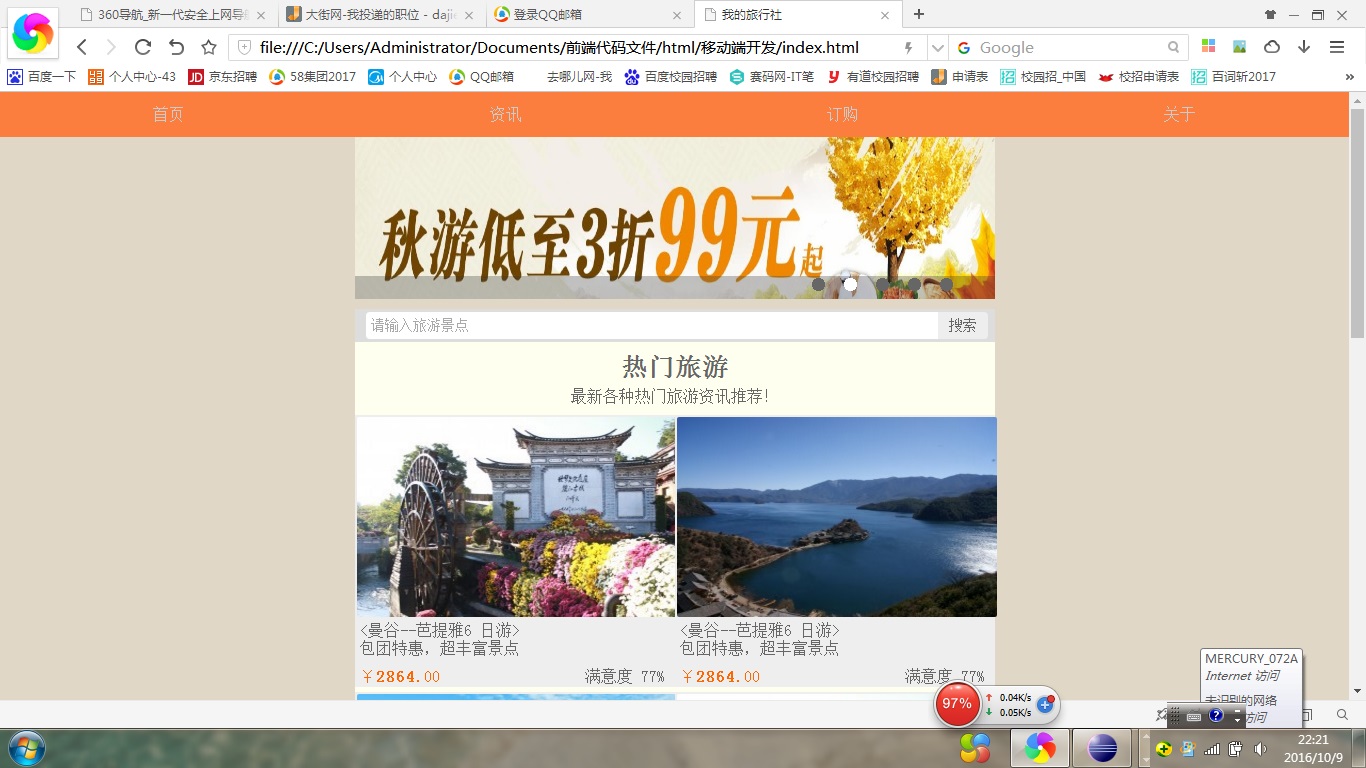 360导航_新一代安全上网导航
大街网-我投递的职位 - dajie
登录QQ邮箱
我的旅行社
file:///C:/Users/Administrator/Documents/前端代码文件/html/移动端开发/index.html
Google
百度一下
个人中心-43
京东招聘
58集团2017
个人中心
QQ邮箱
去哪儿网-我
百度校园招聘
赛码网-IT笔
有道校园招聘
申请表
校园招_中国
校招申请表
百词斩2017
首页
资讯
订购
关于
秋游低至3折99元起
请输入旅游景点
搜索
热门旅游
最新各种热门旅游资讯推荐!
<曼谷--芭提雅6 日游>
包团特惠,超丰富景点
¥2864.00
满意度 77%
<曼谷--芭提雅6 日游>
包团特惠,超丰富景点
¥2864.00
满意度 77%
MERCURY_072A
Internet 访问
未识别的网络
访问
97%
0.04K/s
0.05K/s
22:21
2016/10/9